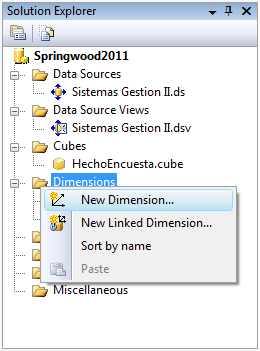 Solution Explorer
Springwood2011
Data Sources
Sistemas Gestion II.ds
Data Source Views
Sistemas Gestion II.dsv
Cubes
HechoEncuesta.cube
Dimensions
New Dimension...
New Linked Dimension...
Sort by name
Paste
Miscellaneous